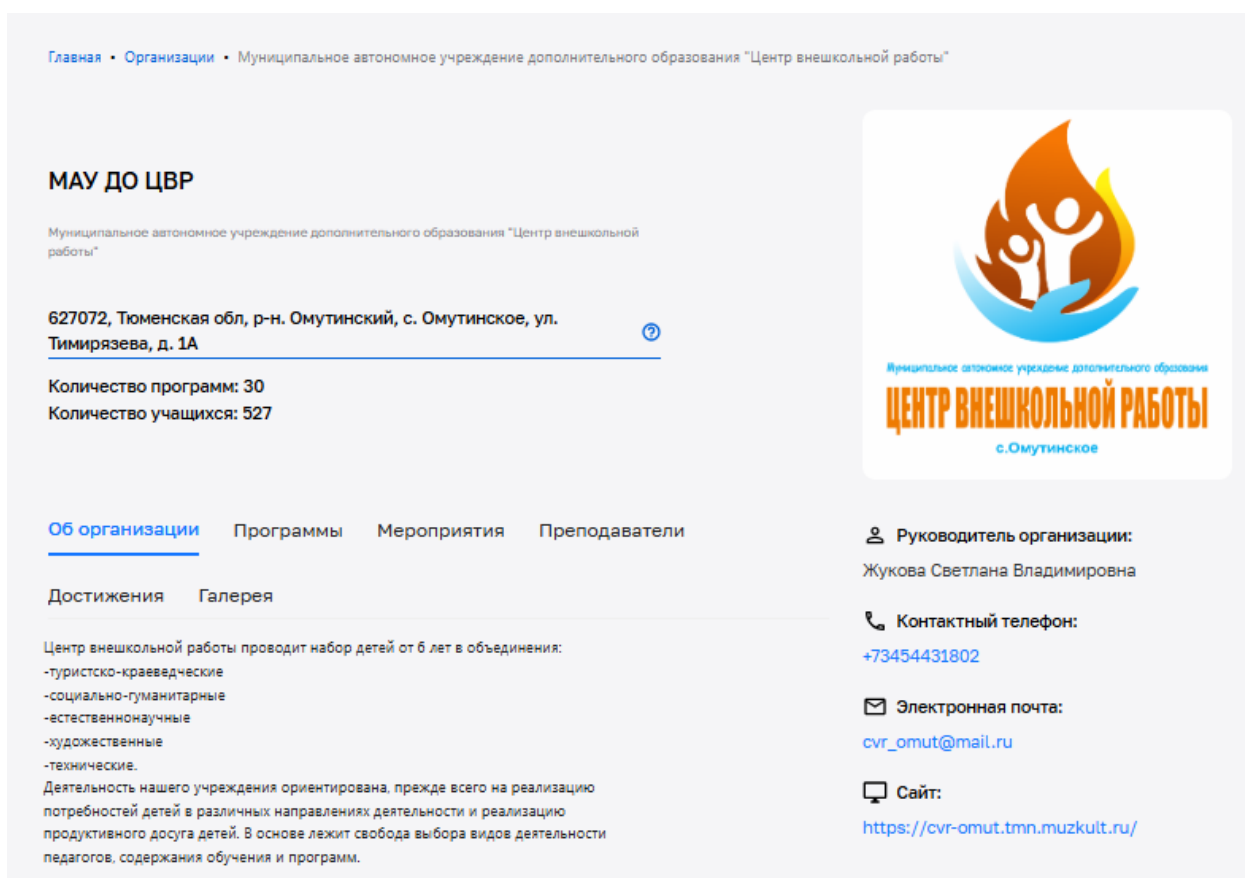 Главная • Организации • Муниципальное автономное учреждение дополнительного образования "Центр внешкольной работы"
МАУ ДО ЦВР
Муниципальное автономное учреждение дополнительного образования "Центр внешкольной
работы"
627072, Тюменская обл, р-н. Омутинский, с. Омутинское, ул.
Тимирязева, д. 1А
Количество программ: 30
Количество учащихся: 527
Муниципальное автономное учреждение дополнительного образования
ЦЕНТР ВНЕШКОЛЬНОЙ РАБОТЫ
с.Омутинское
Об организации Программы Мероприятия Преподаватели
Достижения Галерея
Центр внешкольной работы проводит набор детей от 6 лет в объединения:
-туристско-краеведческие
-социально-гуманитарные
-естественнонаучные
-художественные
-технические.
Деятельность нашего учреждения ориентирована, прежде всего на реализацию
потребностей детей в различных направлениях деятельности и реализацию
продуктивного досуга детей. В основе лежит свобода выбора видов деятельности
педагогов, содержания обучения и программ.
Руководитель организации:
Жукова Светлана Владимировна
Контактный телефон:
+73454431802
Электронная почта:
cvr_omut@mail.ru
Сайт:
https://cvr-omut.tmn.muzkult.ru/